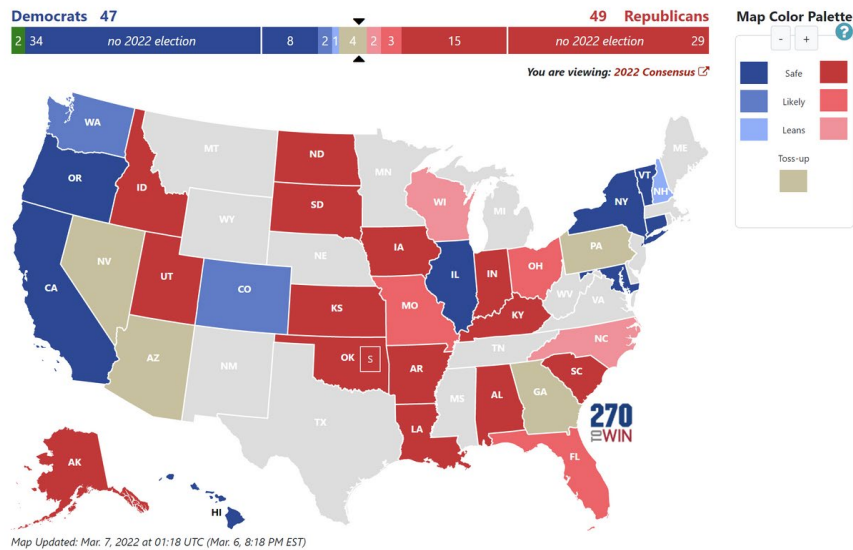 Democrats 47
49 Republicans
2 34 no 2022 election 8 2 1 4 2 3 15 no 2022 election 29
You are viewing: 2022 Consensus
Map Color Palette
?
- +
Safe
Likely
Leans
Toss-up
WA
MT
ND
MN
ME
OR
ID
SD
WI
MI
VT
NH
NY
WY
IA
PA
NV
UT
NE
IL
IN
OH
CA
CO
KS
MO
WV
VA
KY
AZ
NM
OK
S
AR
TN
NC
SC
TX
LA
MS
AL
GA
270
TO
WIN
AK
HI
FL
Map Updated: Mar. 7, 2022 at 01:18 UTC (Mar. 6, 8:18 PM EST)